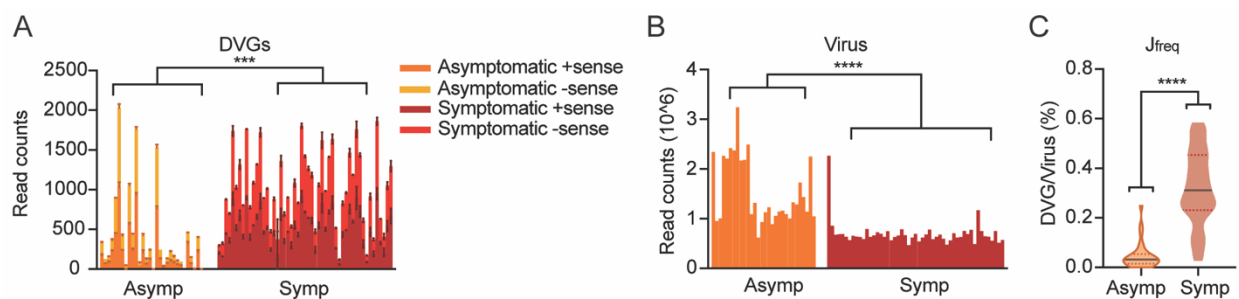 A
DVGs
***
Read counts
2500
2000
1500
1000
500
0
Asymp
Symp
Asymptomatic +sense
Asymptomatic -sense
Symptomatic +sense
Symptomatic -sense
B
Virus
****
Read counts (10^6)
4
3
2
1
0
Asymp
Symp
C
Jfreq
****
DVG/Virus (%)
0.8
0.6
0.4
0.2
0.0
Asymp
Symp